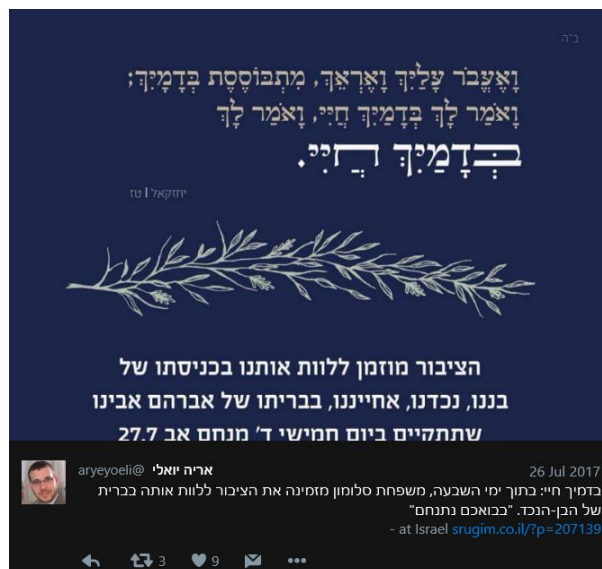 ב"ה
וָאֶעֱבֹר עָלַיִךְ וָאֶרְאֵךְ, מִתְבּוֹסֶסֶת בְּדָמָיִךְ;
וָאֹמַר לָךְ בְּדָמַיִךְ חֲיִי, וָאֹמַר לָךְ
בְּדָמַיִךְ חֲיִי.
יחזקאל | טז
הציבור מוזמן ללוות אותנו בכניסתו של
בננו, נכדנו, אחייננו, בבריתו של אברהם אבינו
שתתקיים ביום חמישי ד' מנחם אב 27.7
אריה יואלי @aryeyoeli
26 Jul 2017
בדמיך חיי: בתוך ימי השבעה, משפחת סלומון מזמינה את הציבור ללוות אותה בברית
של הבן-הנכד. "בבואכם נתנחם"
- at Israel srugim.co.il/?p=207139
3 9